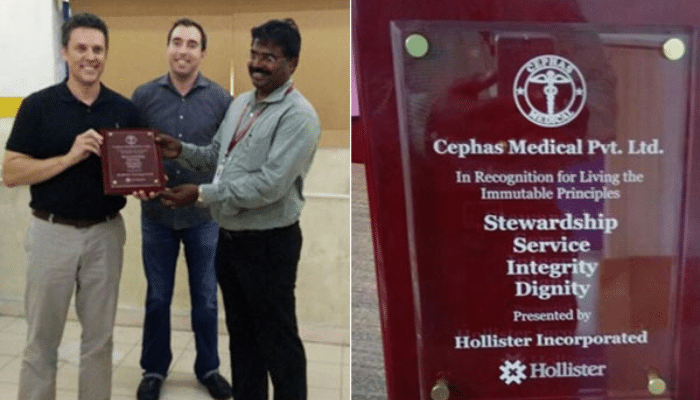 CEPHAS
MEDICAL
Cephas Medical Pvt. Ltd.
In Recognition for Living the
Immutable Principles
Stewardship
Service
Integrity
Dignity
Presented by
Hollister Incorporated
Hollister